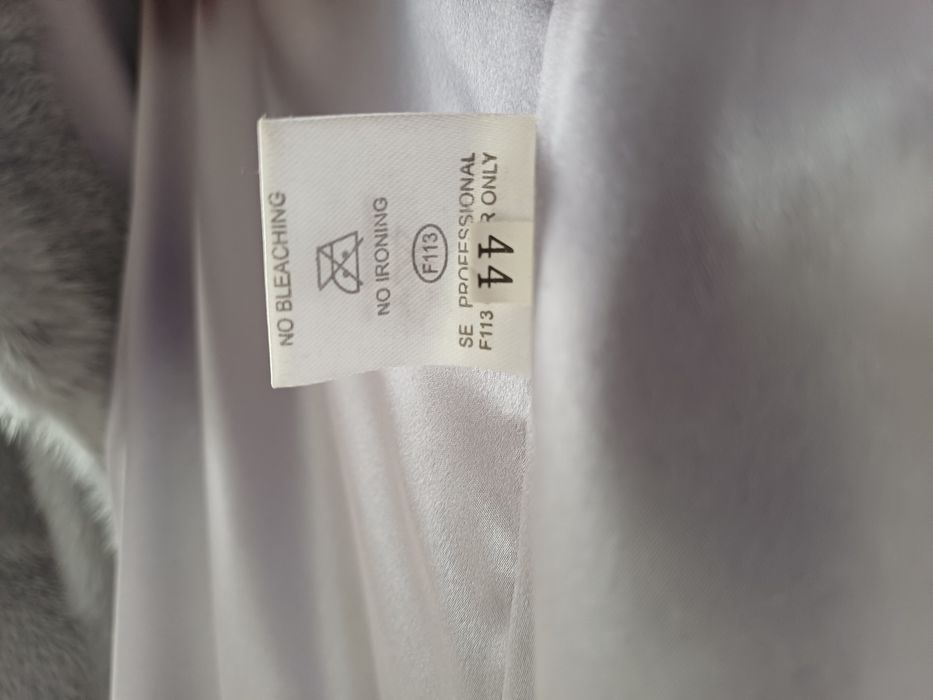 NO BLEACHING
NO IRONING
F113
SE PROFESSIONAL
F113 R ONLY
44